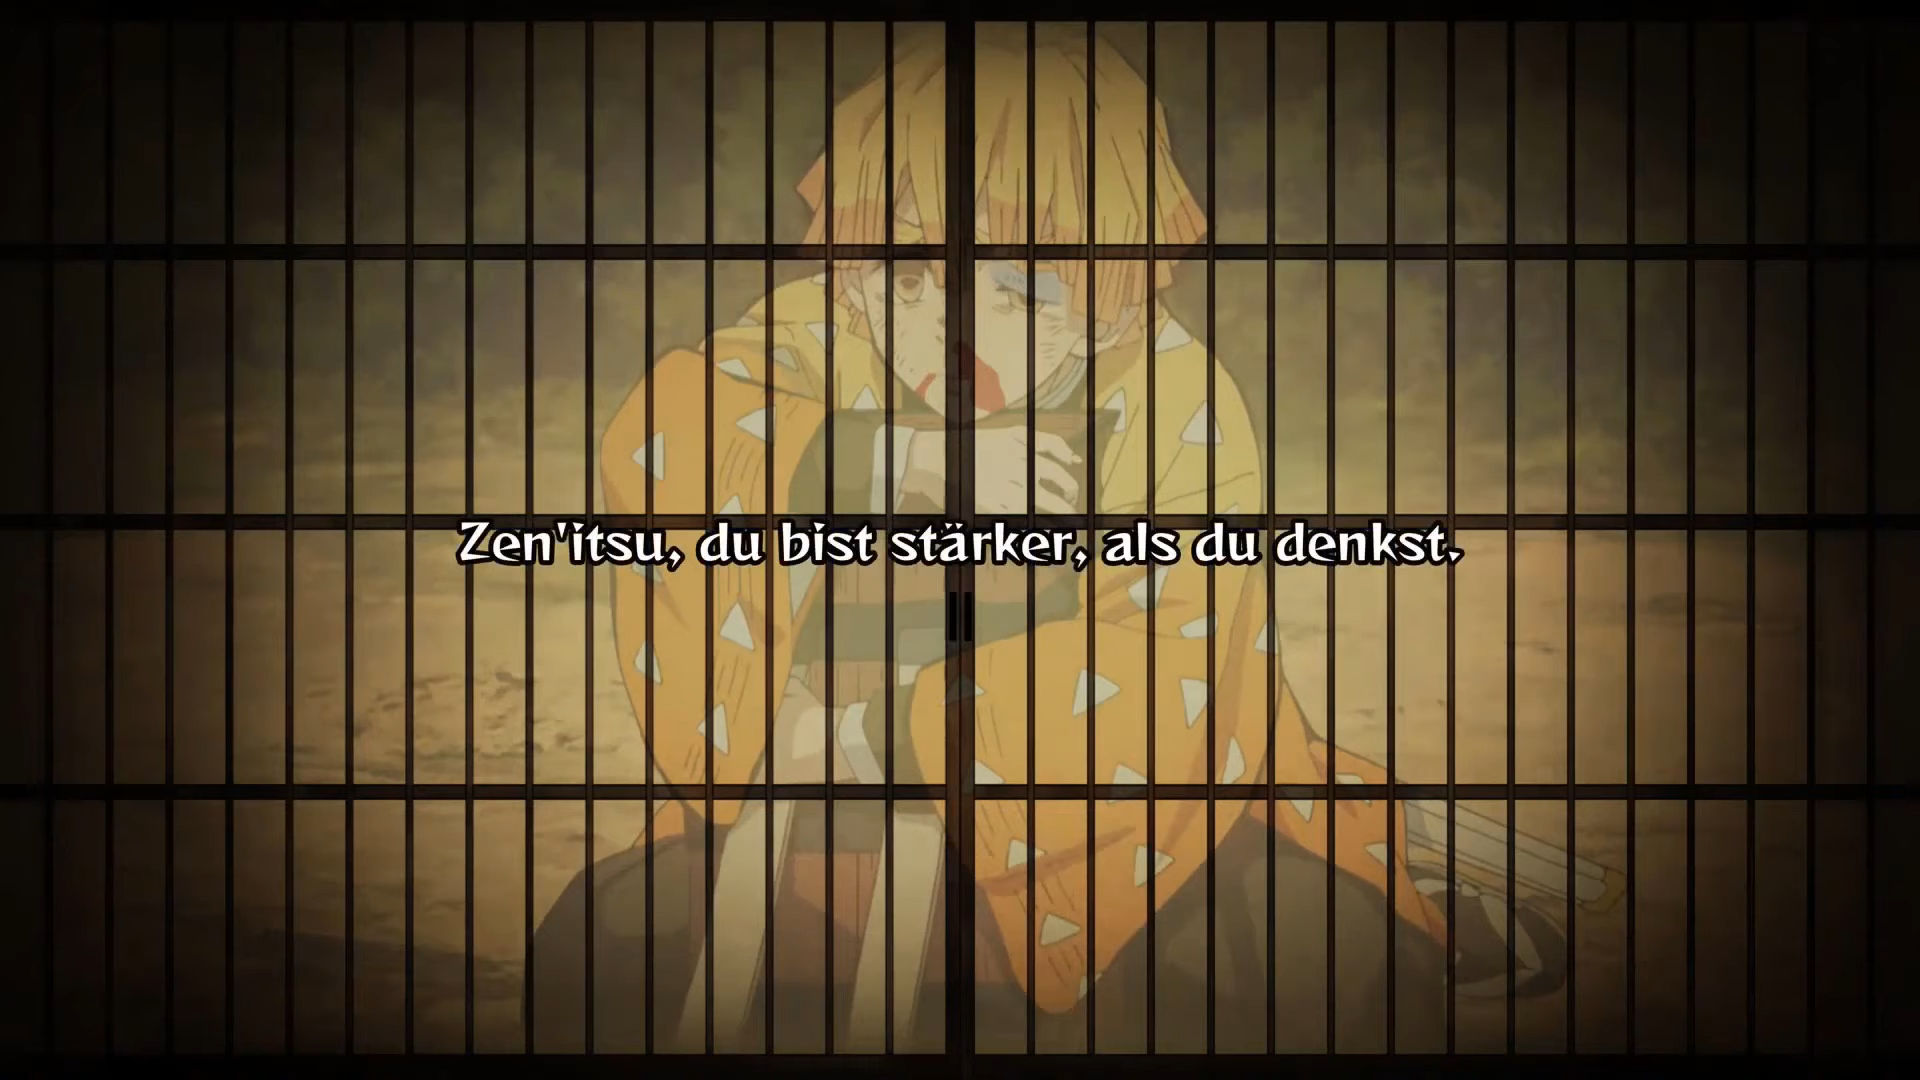 Zen'itsu, du bist stärker, als du denkst.